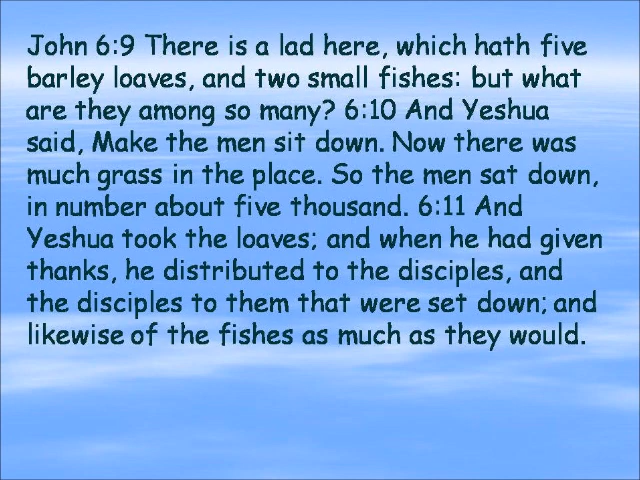 John 6:9 There is a lad here, which hath five
barley loaves, and two small fishes: but what
are they among so many? 6:10 And Yeshua
said, Make the men sit down. Now there was
much grass in the place. So the men sat down,
in number about five thousand. 6:11 And
Yeshua took the loaves; and when he had given
thanks, he distributed to the disciples, and
the disciples to them that were set down; and
likewise of the fishes as much as they would.